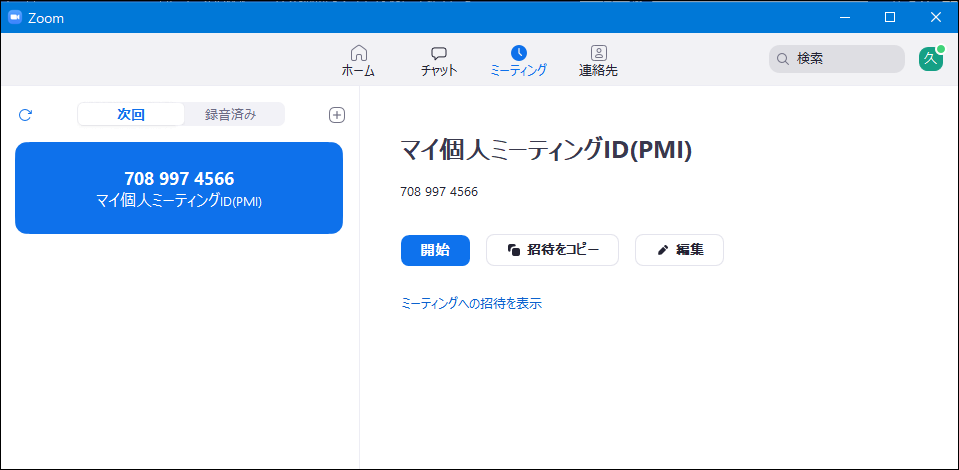 Zoom
ホーム
チャット
ミーティング
連絡先
検索
久
次回
録音済み
708 997 4566
マイ個人ミーティングID(PMI)
マイ個人ミーティングID(PMI)
708 997 4566
開始
招待をコピー
編集
ミーティングへの招待を表示